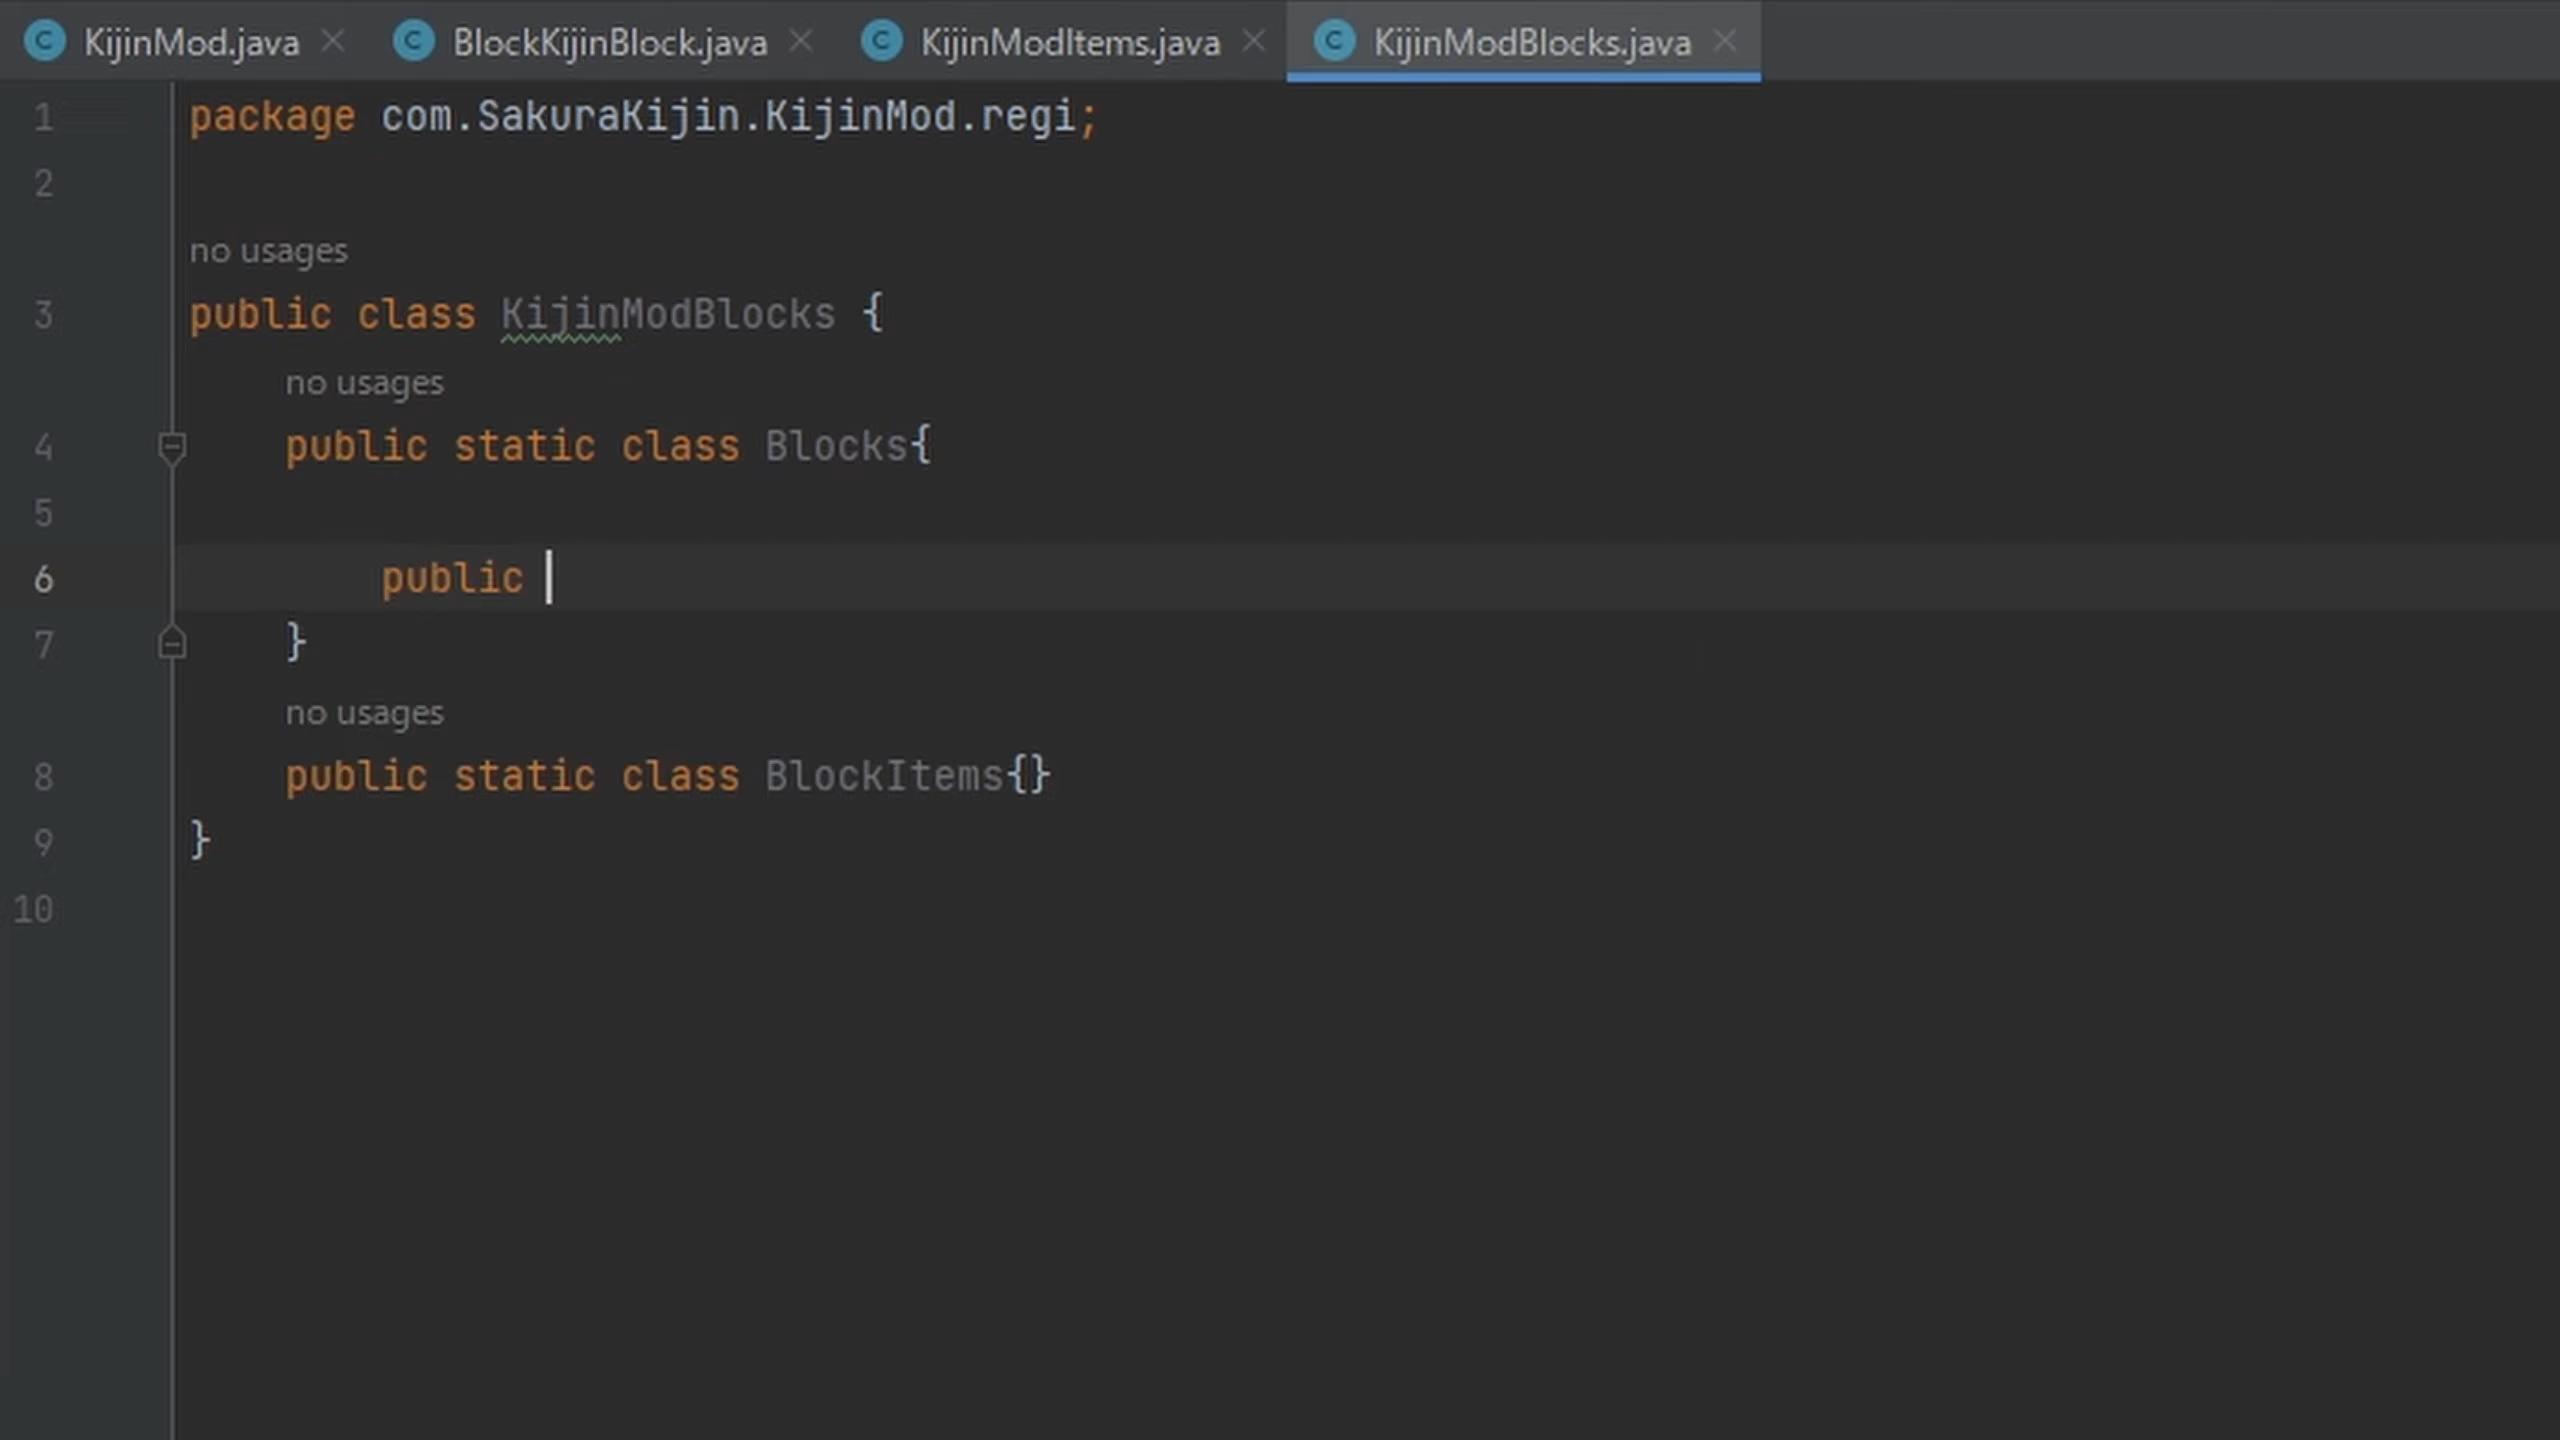 KijinMod.java BlockKijinBlock.java KijinModItems.java KijinModBlocks.java
1 package com.SakuraKijin.KijinMod.regi;
2
no usages
3 public class KijinModBlocks {
no usages
4 public static class Blocks{
5
6 public
7 }
no usages
8 public static class BlockItems{}
9 }
10